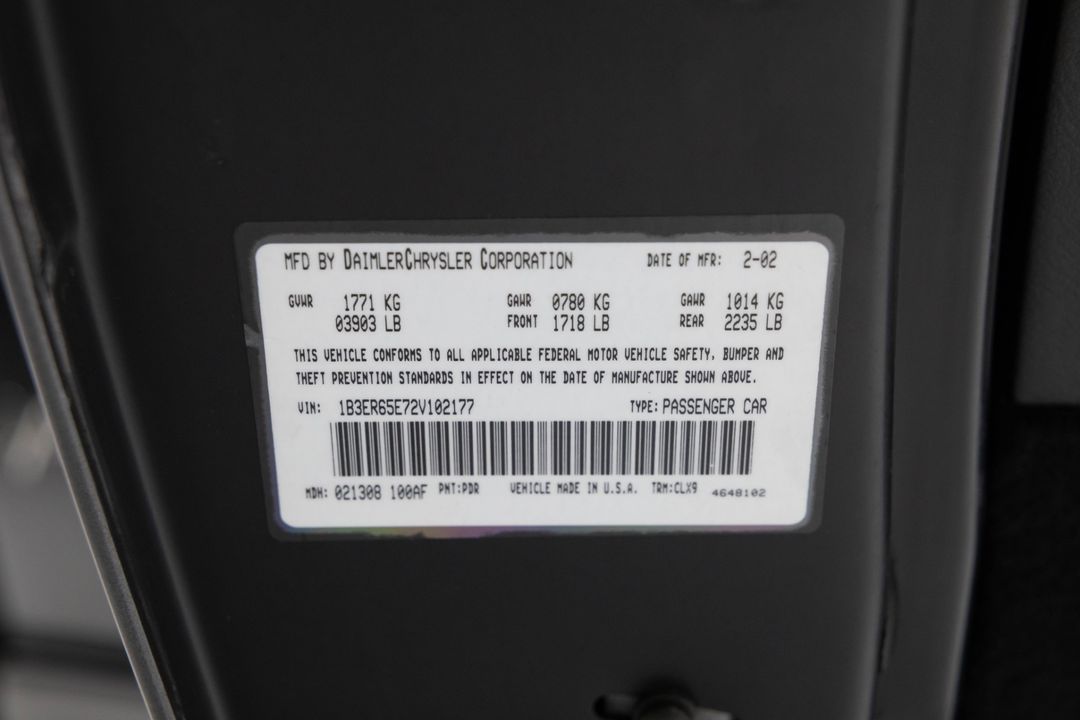 MFD BY DAIMLERCHRYSLER CORPORATION DATE OF MFR: 2-02
GVWR 1771 KG GAWR 0780 KG GAWR 1014 KG
03903 LB FRONT 1718 LB REAR 2235 LB
THIS VEHICLE CONFORMS TO ALL APPLICABLE FEDERAL MOTOR VEHICLE SAFETY, BUMPER AND
THEFT PREVENTION STANDARDS IN EFFECT ON THE DATE OF MANUFACTURE SHOWN ABOVE.
VIN: 1B3ER65E72V102177 TYPE: PASSENGER CAR
MDH: 021308 100AF PNT:PDR VEHICLE MADE IN U.S.A. TRM:CLX9 4648102